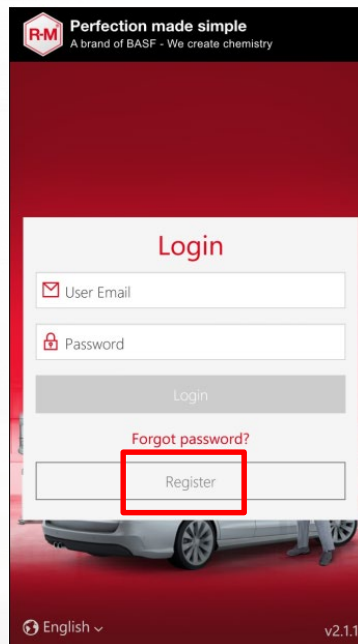 R-M
Perfection made simple
A brand of BASF - We create chemistry
Login
User Email
Password
Login
Forgot password?
Register
English
v2.1.1